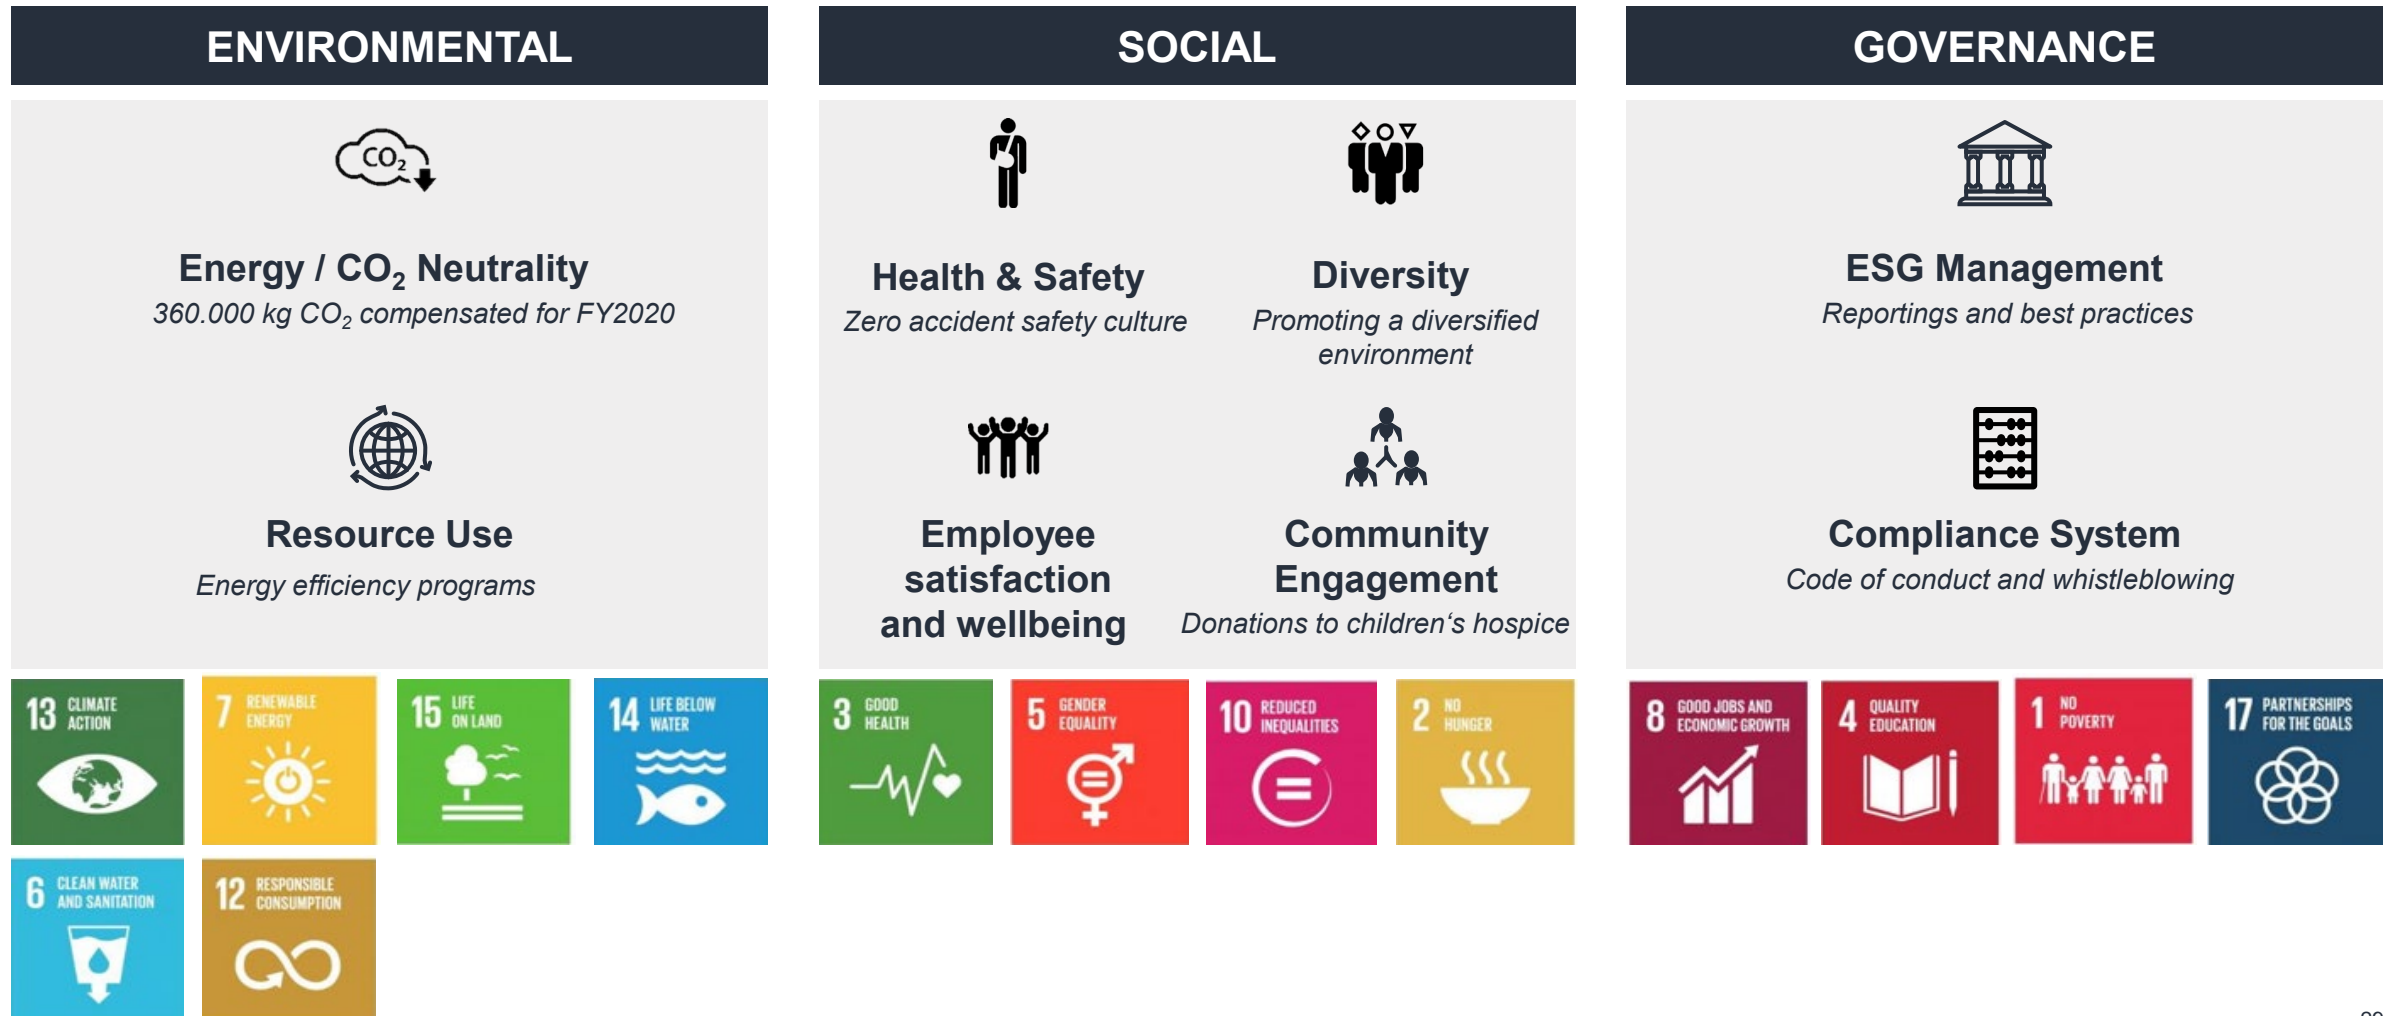 ENVIRONMENTAL
CO2
Energy / CO2 Neutrality
360.000 kg CO2 compensated for FY2020
Resource Use
Energy efficiency programs
13 CLIMATE
ACTION
7 RENEWABLE
ENERGY
15 LIFE
ON LAND
14 LIFE BELOW
WATER
6 CLEAN WATER
AND SANITATION
12 RESPONSIBLE
CONSUMPTION
SOCIAL
Health & Safety
Zero accident safety culture
Diversity
Promoting a diversified
environment
Employee
satisfaction
and wellbeing
Community
Engagement
Donations to children‘s hospice
3 GOOD
HEALTH
5 GENDER
EQUALITY
10 REDUCED
INEQUALITIES
2 NO
HUNGER
GOVERNANCE
ESG Management
Reportings and best practices
Compliance System
Code of conduct and whistleblowing
8 GOOD JOBS AND
ECONOMIC GROWTH
4 QUALITY
EDUCATION
1 NO
POVERTY
17 PARTNERSHIPS
FOR THE GOALS